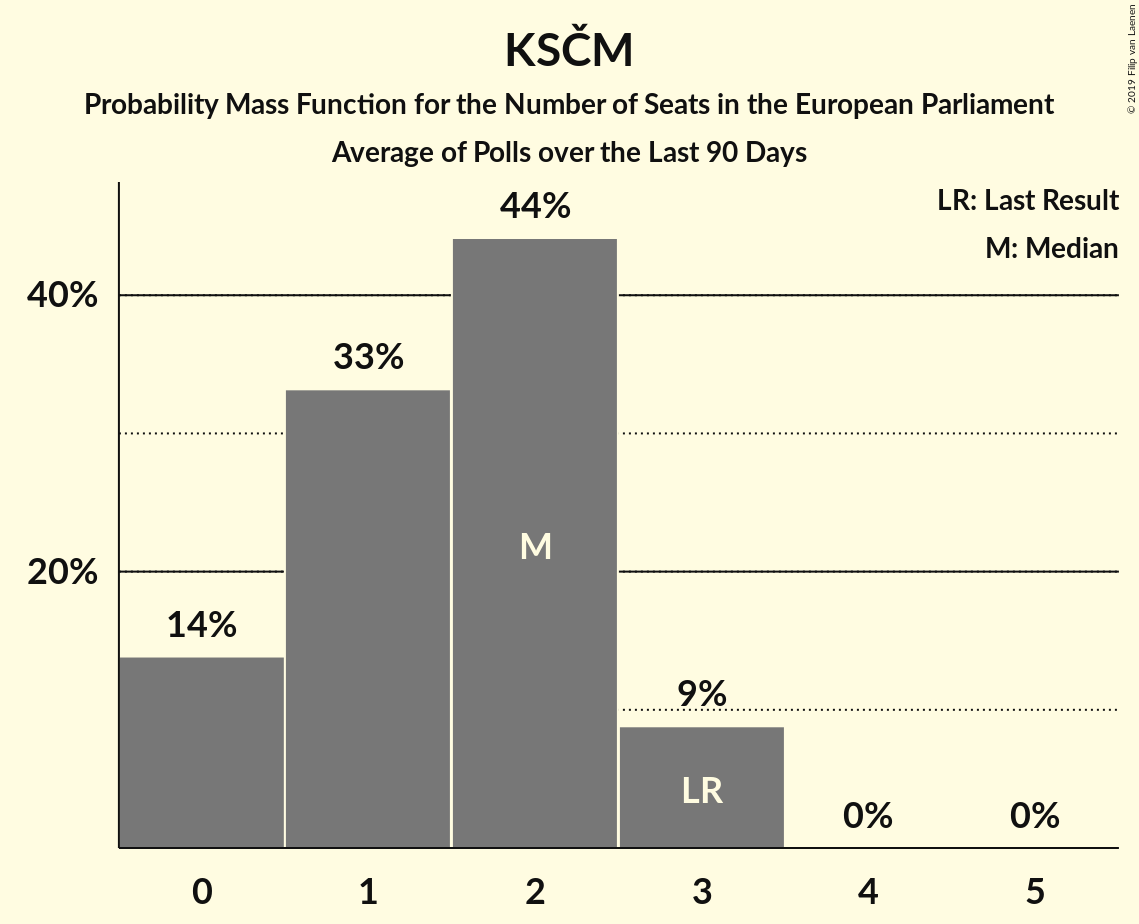 KSČM
Probability Mass Function for the Number of Seats in the European Parliament
Average of Polls over the Last 90 Days
© 2019 Filip van Laenen
LR: Last Result
M: Median
44%
40%
33%
M
20%
14%
9%
LR
0%
0%
0 1 2 3 4 5